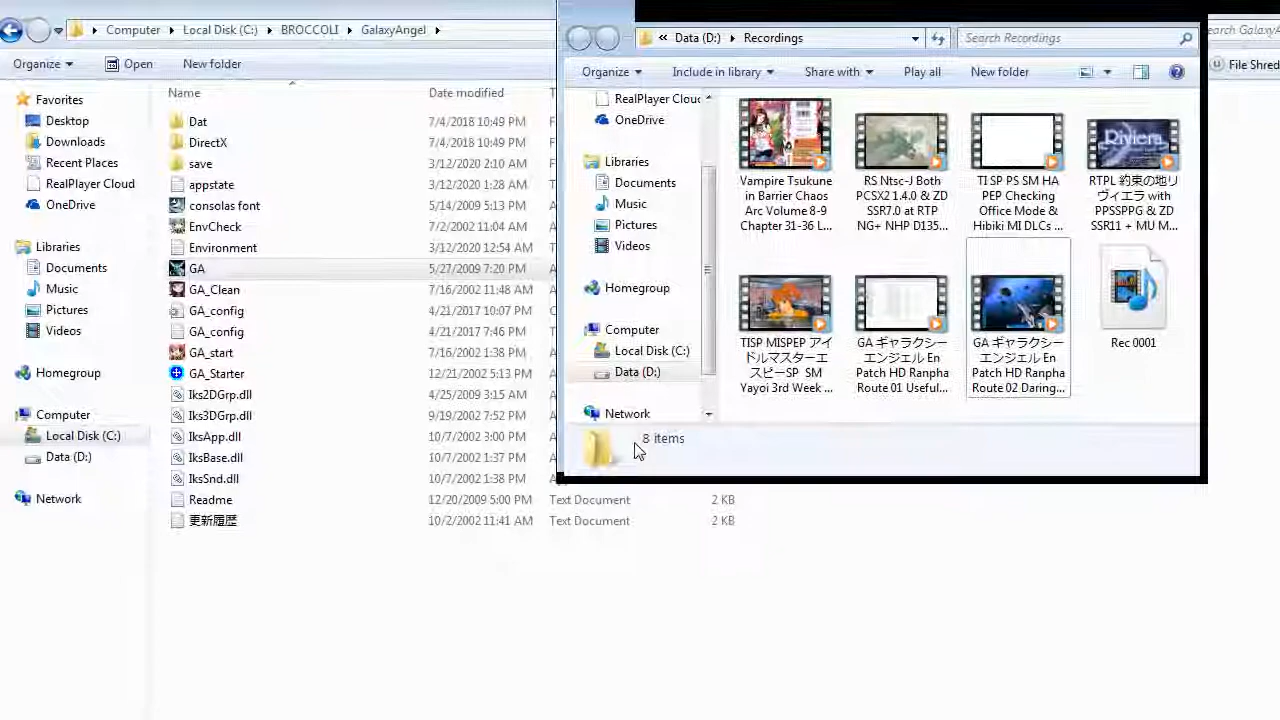 Computer
Local Disk (C:)
BROCCOLI
GalaxyAngel
Organize
Open
New folder
Favorites
Desktop
Downloads
Recent Places
RealPlayer Cloud
OneDrive
Libraries
Documents
Music
Pictures
Videos
Homegroup
Computer
Local Disk (C:)
Data (D:)
Network
Name Date modified
Dat 7/4/2018 10:49 PM
DirectX 7/4/2018 10:49 PM
save 3/12/2020 2:10 AM
appstate 3/12/2020 1:28 AM
consolas font 5/14/2009 5:13 PM
EnvCheck 7/2/2002 11:04 AM
Environment 3/12/2020 12:54 AM
GA 5/27/2009 7:20 PM
GA_Clean 7/16/2002 11:48 AM
GA_config 4/21/2017 10:07 PM
GA_config 4/21/2017 7:46 PM
GA_start 7/16/2002 1:38 PM
GA_Starter 12/21/2002 5:13 PM
Iks2DGrp.dll 4/25/2009 3:15 AM
Iks3DGrp.dll 9/19/2002 7:52 PM
IksApp.dll 10/7/2002 3:00 PM
IksBase.dll 10/7/2002 1:37 PM
IksSnd.dll 10/7/2002 1:38 PM
Readme 12/20/2009 5:00 PM Text Document 2 KB
更新履歴 10/2/2002 11:41 AM Text Document 2 KB
Data (D:)
Recordings
Search Recordings
Organize
Include in library
Share with
Play all
New folder
RealPlayer Clou
OneDrive
Libraries
Documents
Music
Pictures
Videos
Homegroup
Computer
Local Disk (C:)
Data (D:)
Network
Vampire Tsukune
in Barrier Chaos
Arc Volume 8-9
Chapter 31-36 L...
RS Ntsc-J Both
PCSX2 1.4.0 & ZD
SSR7.0 at RTP
NG+ NHP D135...
TI SP PS SM HA
PEP Checking
Office Mode &
Hibiki MI DLCs ...
Riviera
RTPL 約束の地リ
ヴィエラ with
PPSSPPG & ZD
SSR11 + MU M...
TISP MISPEP アイ
ドルマスターエ
スピーSP SM
Yayoi 3rd Week ...
GA ギャラクシー
エンジェル En
Patch HD Ranpha
Route 01 Useful...
GA ギャラクシー
エンジェル En
Patch HD Ranpha
Route 02 Daring...
Rec 0001
8 items
earch GalaxyA
File Shred